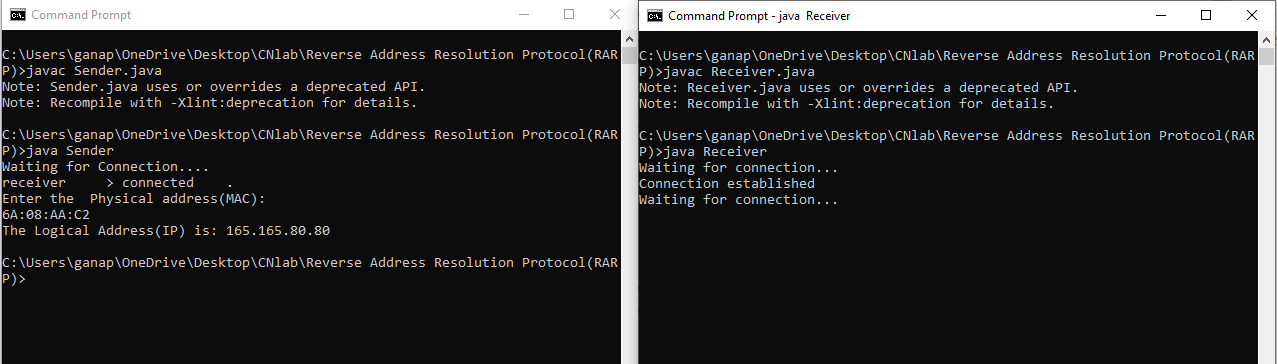 Command Prompt
C:\Users\ganap\OneDrive\Desktop\CNlab\Reverse Address Resolution Protocol(RAR
P)>javac Sender.java
Note: Sender.java uses or overrides a deprecated API.
Note: Recompile with -Xlint:deprecation for details.
C:\Users\ganap\OneDrive\Desktop\CNlab\Reverse Address Resolution Protocol(RAR
P)>java Sender
Waiting for Connection....
receiver     > connected    .
Enter the  Physical address(MAC):
6A:08:AA:C2
The Logical Address(IP) is: 165.165.80.80
C:\Users\ganap\OneDrive\Desktop\CNlab\Reverse Address Resolution Protocol(RAR
P)>
Command Prompt - java  Receiver
C:\Users\ganap\OneDrive\Desktop\CNlab\Reverse Address Resolution Protocol(RAR
P)>javac Receiver.java
Note: Receiver.java uses or overrides a deprecated API.
Note: Recompile with -Xlint:deprecation for details.
C:\Users\ganap\OneDrive\Desktop\CNlab\Reverse Address Resolution Protocol(RAR
P)>java Receiver
Waiting for connection...
Connection established
Waiting for connection...